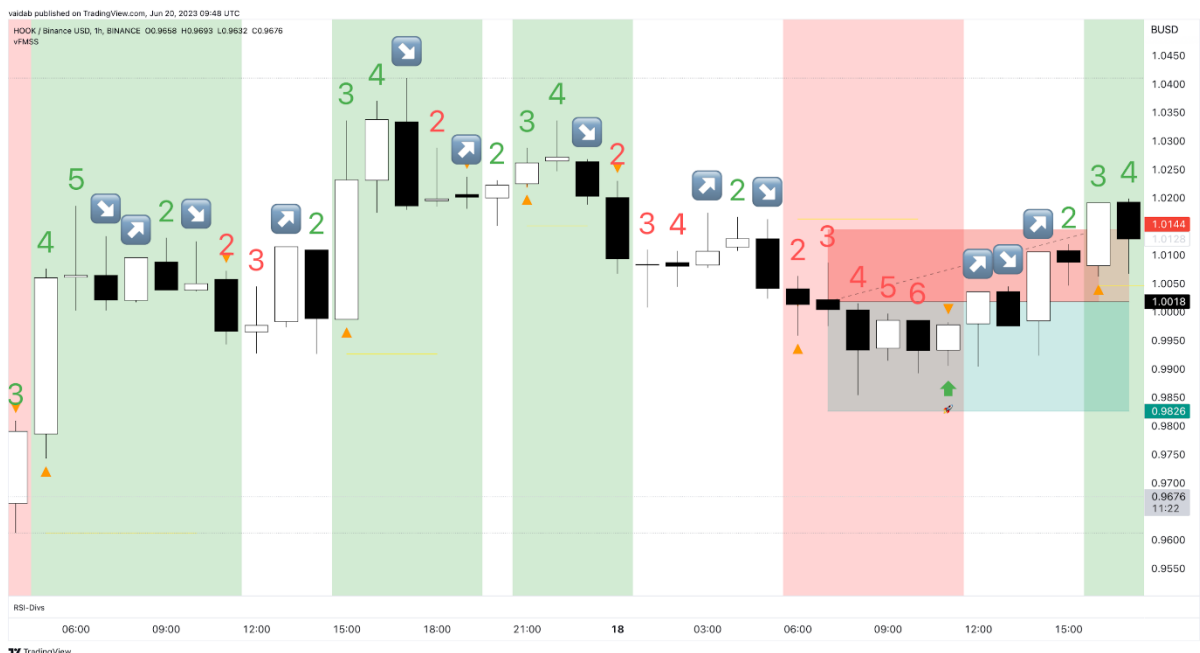 vaidab published on TradingView.com, Jun 20, 2023 09:48 UTC
HOOK / Binance USD, 1h, BINANCE O0.9658 H0.9693 L0.9632 C0.9676
vFMSS
BUSD
1.0450
1.0400
1.0350
1.0300
1.0250
1.0200
1.0144
1.0128
1.0100
1.0050
1.0018
1.0000
0.9950
0.9900
0.9850
0.9826
0.9800
0.9750
0.9700
0.9676
11:22
0.9600
0.9550
3 4 5 2 2 3 2 3 4 2 2 3 4 2 3 4 2 2 3 4 5 6 2 3 4
RSI-Divs
06:00 09:00 12:00 15:00 18:00 21:00 18 03:00 06:00 09:00 12:00 15:00
TradingView